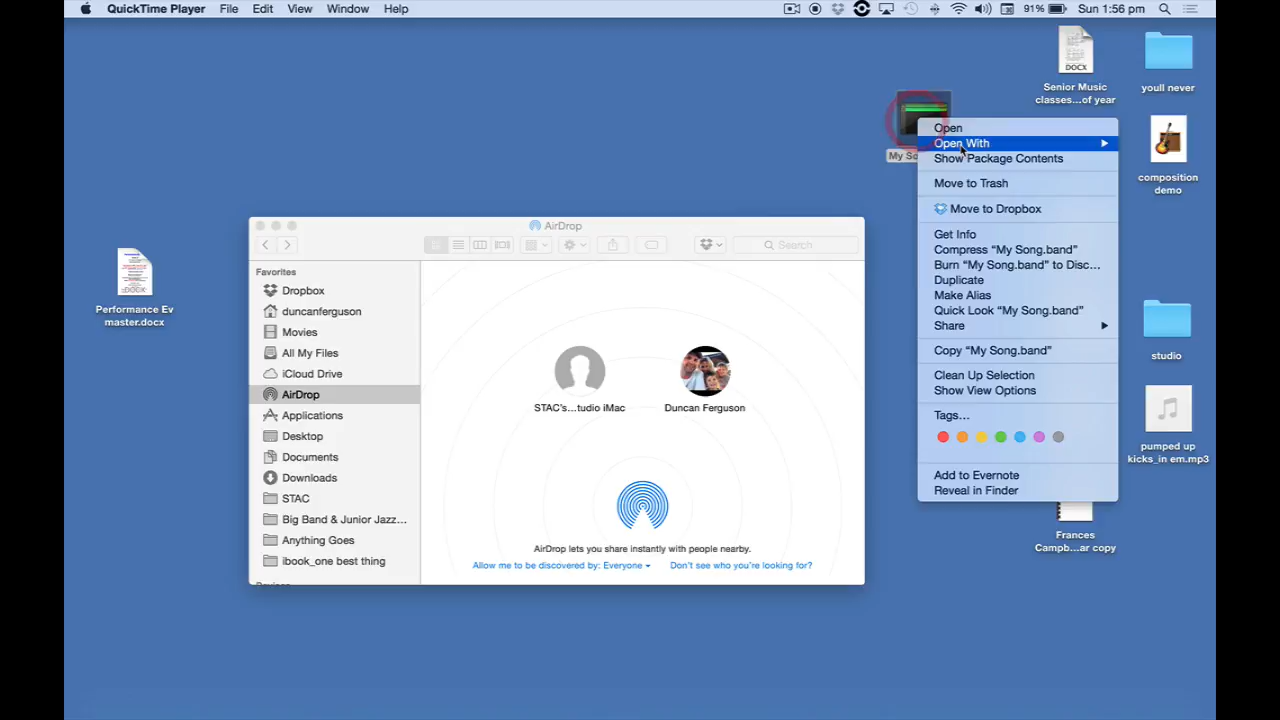 QuickTime Player File Edit View Window Help
91% Sun 1:56 pm
DOCX
Senior Music
classes...of year
youll never
My So
Open
Open With
Show Package Contents
Move to Trash
Move to Dropbox
Get Info
Compress “My Song.band”
Burn “My Song.band” to Disc...
Duplicate
Make Alias
Quick Look “My Song.band”
Share
Copy “My Song.band”
Clean Up Selection
Show View Options
Tags...
Add to Evernote
Reveal in Finder
composition
demo
DOCX
Performance Ev
master.docx
AirDrop
Search
Favorites
Dropbox
duncanferguson
Movies
All My Files
iCloud Drive
AirDrop
Applications
Desktop
Documents
Downloads
STAC
Big Band & Junior Jazz...
Anything Goes
ibook_one best thing
Devices
STAC’s...tudio iMac
Duncan Ferguson
AirDrop lets you share instantly with people nearby.
Allow me to be discovered by: Everyone
Don’t see who you’re looking for?
studio
pumped up
kicks_in em.mp3
Frances
Campb...ar copy